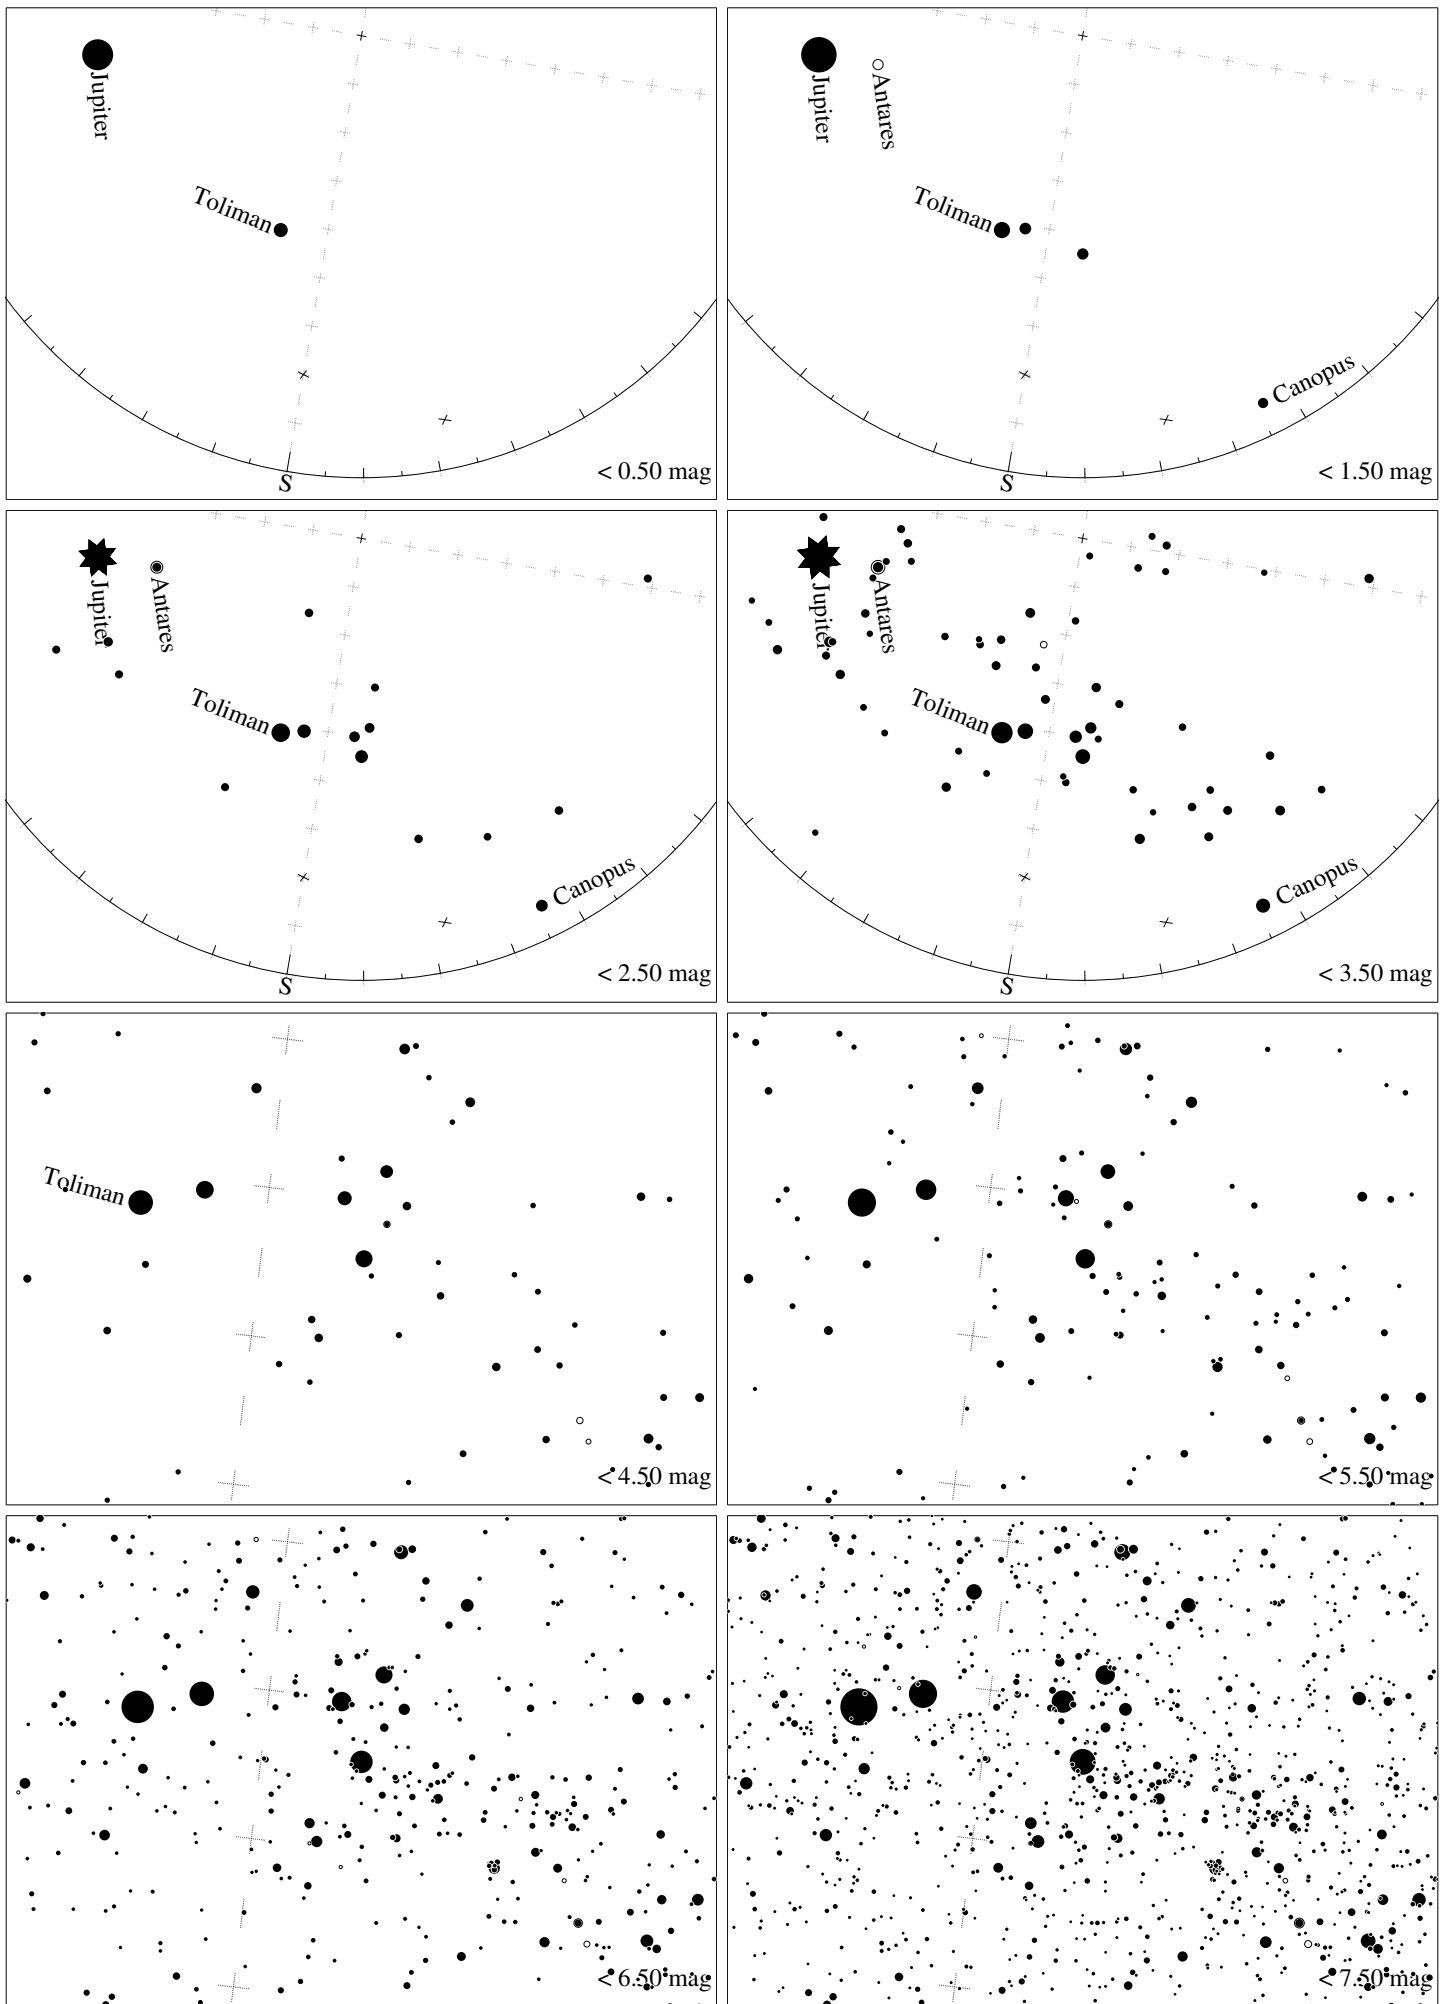 Jupiter
Toliman
S
< 0.50 mag
Jupiter
Antares
Toliman
Canopus
S
< 1.50 mag
Jupiter
Antares
Toliman
Canopus
S
< 2.50 mag
Jupiter
Antares
Toliman
Canopus
S
< 3.50 mag
Toliman
< 4.50 mag
< 5.50 mag
< 6.50 mag
< 7.50 mag